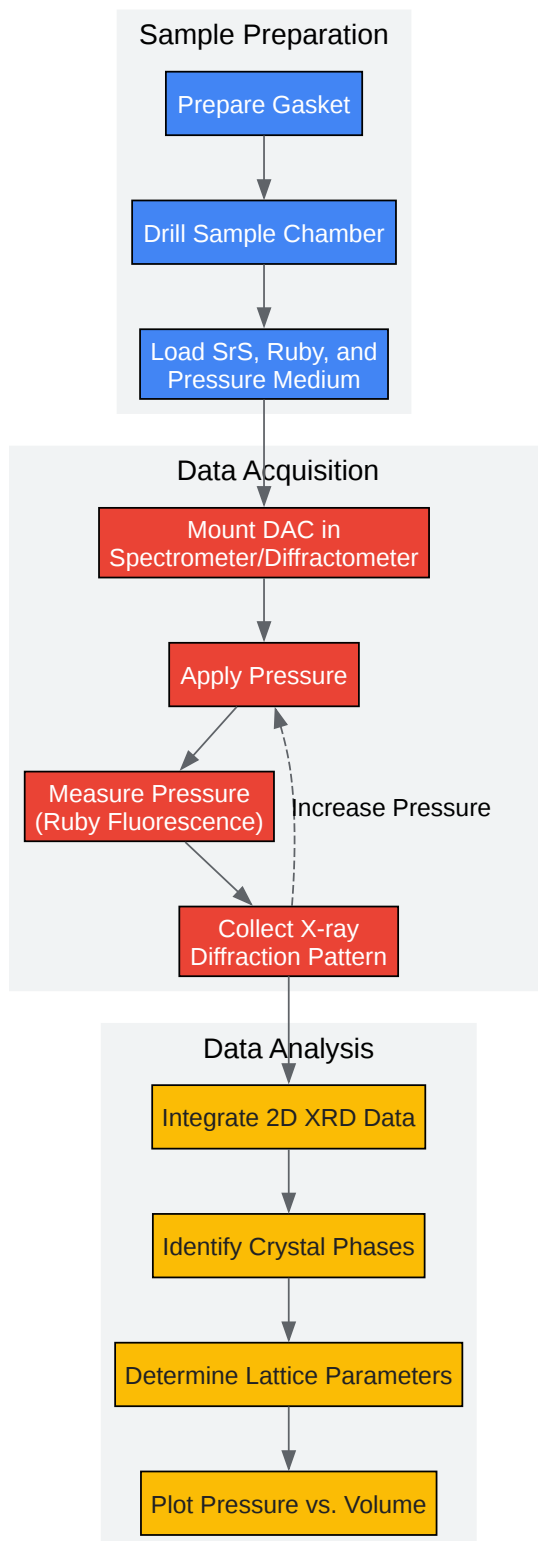 Sample Preparation
Prepare Gasket
Drill Sample Chamber
Load SrS, Ruby, and
Pressure Medium
Data Acquisition
Mount DAC in
Spectrometer/Diffractometer
Apply Pressure
Measure Pressure
(Ruby Fluorescence)
Increase Pressure
Collect X-ray
Diffraction Pattern
Data Analysis
Integrate 2D XRD Data
Identify Crystal Phases
Determine Lattice Parameters
Plot Pressure vs. Volume